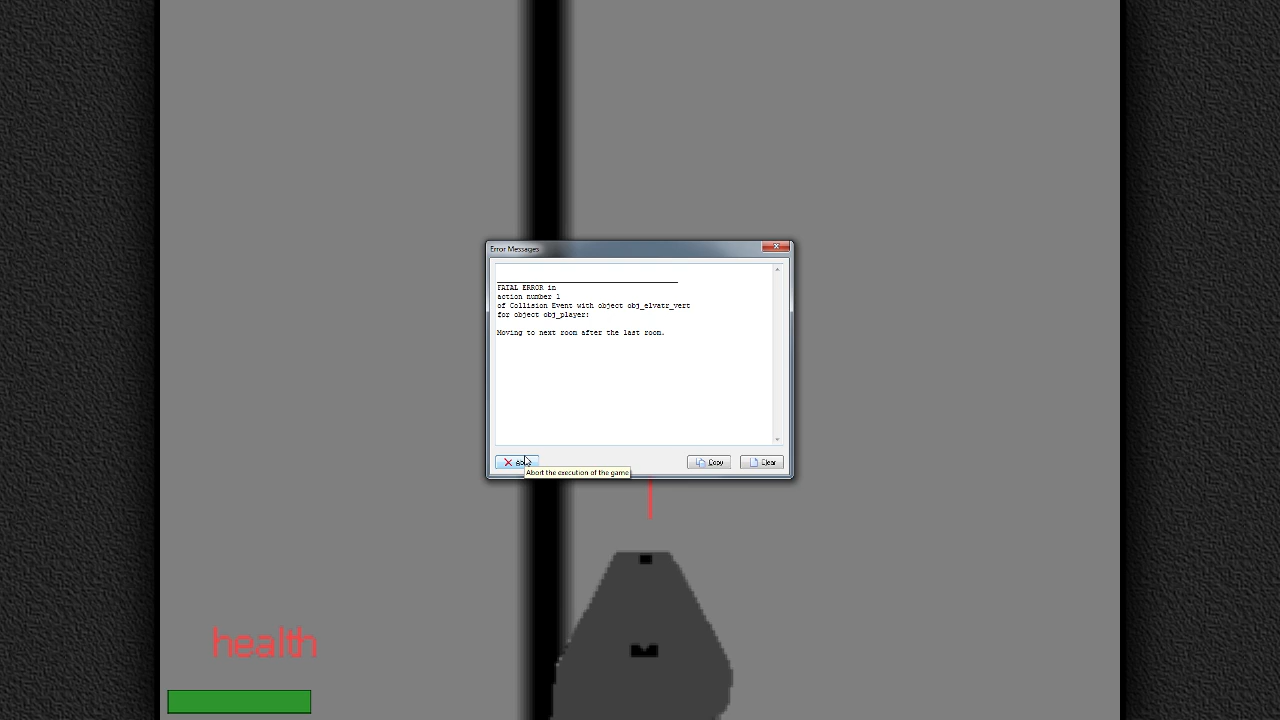 Error Messages
FATAL ERROR in
action number 1
of Collision Event with object obj_elvatr_vert
for object obj_player:
Moving to next room after the last room.
Copy
Clear
Abort the execution of the game
health